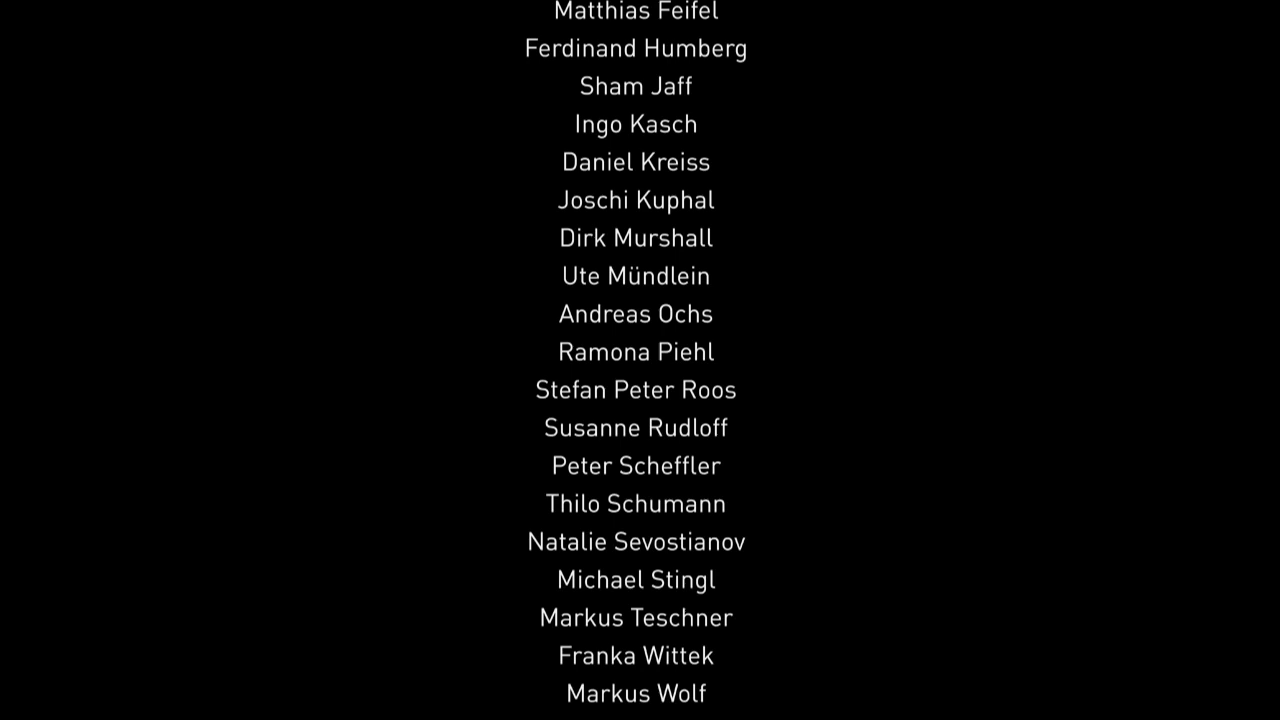 Matthias Feifel
Ferdinand Humberg
Sham Jaff
Ingo Kasch
Daniel Kreiss
Joschi Kuphal
Dirk Murshall
Ute Mündlein
Andreas Ochs
Ramona Piehl
Stefan Peter Roos
Susanne Rudloff
Peter Scheffler
Thilo Schumann
Natalie Sevostianov
Michael Stingl
Markus Teschner
Franka Wittek
Markus Wolf